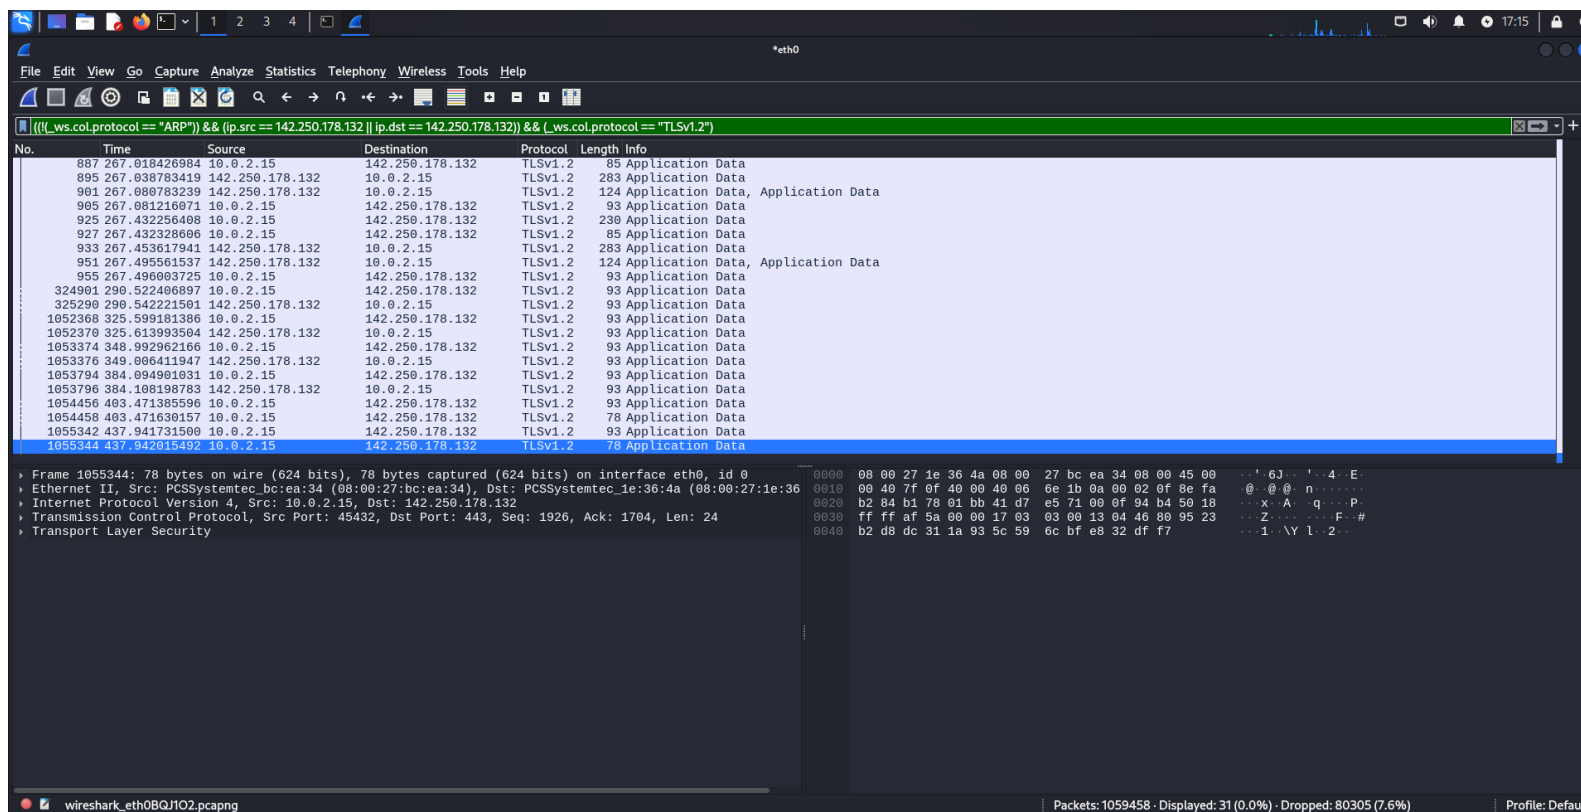 1 2 3 4 17:15
*eth0
File Edit View Go Capture Analyze Statistics Telephony Wireless Tools Help
((!(_ws.col.protocol == "ARP")) && (ip.src == 142.250.178.132 || ip.dst == 142.250.178.132)) && (_ws.col.protocol == "TLSv1.2")
No. Time Source Destination Protocol Length Info
887 267.018426984 10.0.2.15 142.250.178.132 TLSv1.2 85 Application Data
895 267.038783419 142.250.178.132 10.0.2.15 TLSv1.2 283 Application Data
901 267.080783239 142.250.178.132 10.0.2.15 TLSv1.2 124 Application Data, Application Data
905 267.081216071 10.0.2.15 142.250.178.132 TLSv1.2 93 Application Data
925 267.432256408 10.0.2.15 142.250.178.132 TLSv1.2 230 Application Data
927 267.432328606 10.0.2.15 142.250.178.132 TLSv1.2 85 Application Data
933 267.453617941 142.250.178.132 10.0.2.15 TLSv1.2 283 Application Data
951 267.495561537 142.250.178.132 10.0.2.15 TLSv1.2 124 Application Data, Application Data
955 267.496003725 10.0.2.15 142.250.178.132 TLSv1.2 93 Application Data
324901 290.522406897 10.0.2.15 142.250.178.132 TLSv1.2 93 Application Data
325290 290.542221501 142.250.178.132 10.0.2.15 TLSv1.2 93 Application Data
1052368 325.599181386 10.0.2.15 142.250.178.132 TLSv1.2 93 Application Data
1052370 325.613993504 142.250.178.132 10.0.2.15 TLSv1.2 93 Application Data
1053374 348.992962166 10.0.2.15 142.250.178.132 TLSv1.2 93 Application Data
1053376 349.006411947 142.250.178.132 10.0.2.15 TLSv1.2 93 Application Data
1053794 384.094901031 10.0.2.15 142.250.178.132 TLSv1.2 93 Application Data
1053796 384.108198783 142.250.178.132 10.0.2.15 TLSv1.2 93 Application Data
1054456 403.471385596 10.0.2.15 142.250.178.132 TLSv1.2 93 Application Data
1054458 403.471630157 10.0.2.15 142.250.178.132 TLSv1.2 78 Application Data
1055342 437.941731500 10.0.2.15 142.250.178.132 TLSv1.2 93 Application Data
1055344 437.942015492 10.0.2.15 142.250.178.132 TLSv1.2 78 Application Data
Frame 1055344: 78 bytes on wire (624 bits), 78 bytes captured (624 bits) on interface eth0, id 0
Ethernet II, Src: PCSSystemtec_bc:ea:34 (08:00:27:bc:ea:34), Dst: PCSSystemtec_1e:36:4a (08:00:27:1e:36
Internet Protocol Version 4, Src: 10.0.2.15, Dst: 142.250.178.132
Transmission Control Protocol, Src Port: 45432, Dst Port: 443, Seq: 1926, Ack: 1704, Len: 24
Transport Layer Security
0000 08 00 27 1e 36 4a 08 00 27 bc ea 34 08 00 45 00 ··'·6J·· '··4··E·
0010 00 40 7f 0f 40 00 40 06 6e 1b 0a 00 02 0f 8e fa ·@··@·@· n·······
0020 b2 84 b1 78 01 bb 41 d7 e5 71 00 0f 94 b4 50 18 ···x··A· ·q····P·
0030 ff ff af 5a 00 00 17 03 03 00 13 04 46 80 95 23 ···Z···· ····F··#
0040 b2 d8 dc 31 1a 93 5c 59 6c bf e8 32 df f7 ···1··\Y l··2··
wireshark_eth0BQJ1O2.pcapng Packets: 1059458 · Displayed: 31 (0.0%) · Dropped: 80305 (7.6%) Profile: Defau